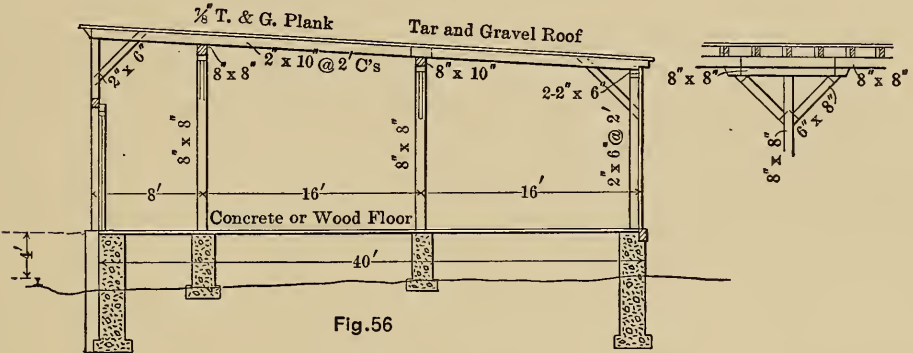 7/8" T. & G. Plank
Tar and Gravel Roof
2" x 6"
8" x 8"
2" x 10" @ 2' C's
8" x 10"
2-2" x 6"
8" x 8"
8" x 8"
2" x 6" @ 2'
8" x 8"
8" x 8"
6" x 8"
8" x 8"
8'
16'
16'
Concrete or Wood Floor
4'
40'
Fig.56